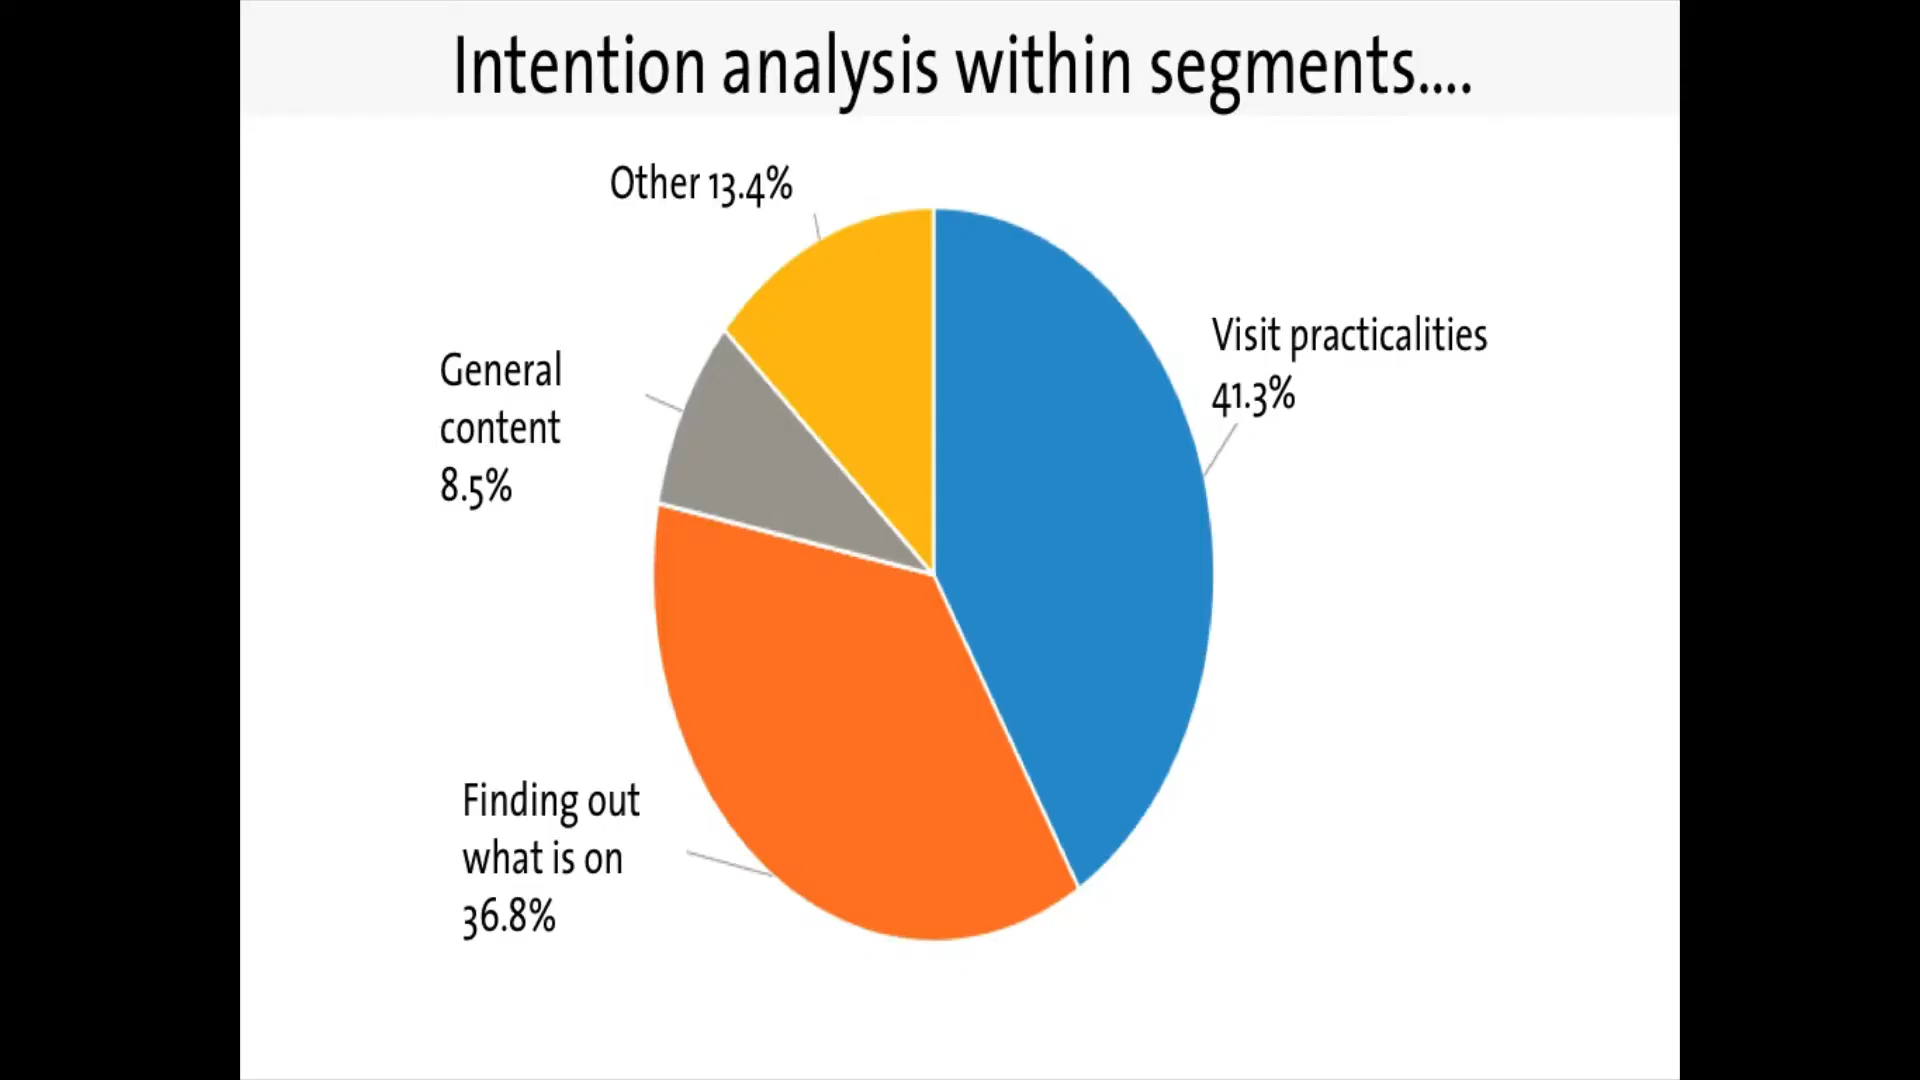 Intention analysis within segments....
Other 13.4%
Visit practicalities
41.3%
General
content
8.5%
Finding out
what is on
36.8%